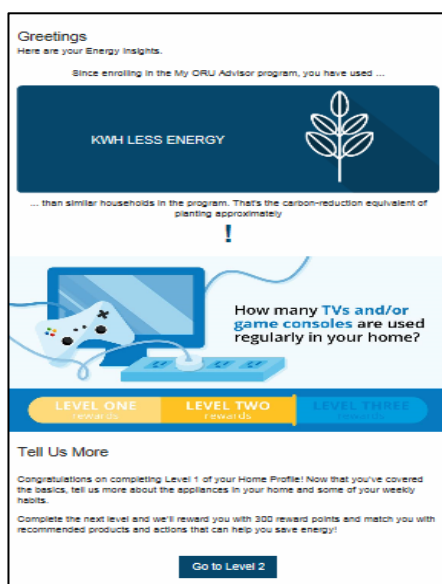 Greetings
Here are your Energy Insights.
Since enrolling in the My ORU Advisor program, you have used ...
KWH LESS ENERGY
... than similar households in the program. That's the carbon-reduction equivalent of
planting approximately
!
How many TVs and/or
game consoles are used
regularly in your home?
LEVEL ONE
rewards
LEVEL TWO
rewards
LEVEL THREE
rewards
Tell Us More
Congratulations on completing Level 1 of your Home Profile! Now that you've covered
the basics, tell us more about the appliances in your home and some of your weekly
habits.
Complete the next level and we'll reward you with 300 reward points and match you with
recommended products and actions that can help you save energy!
Go to Level 2